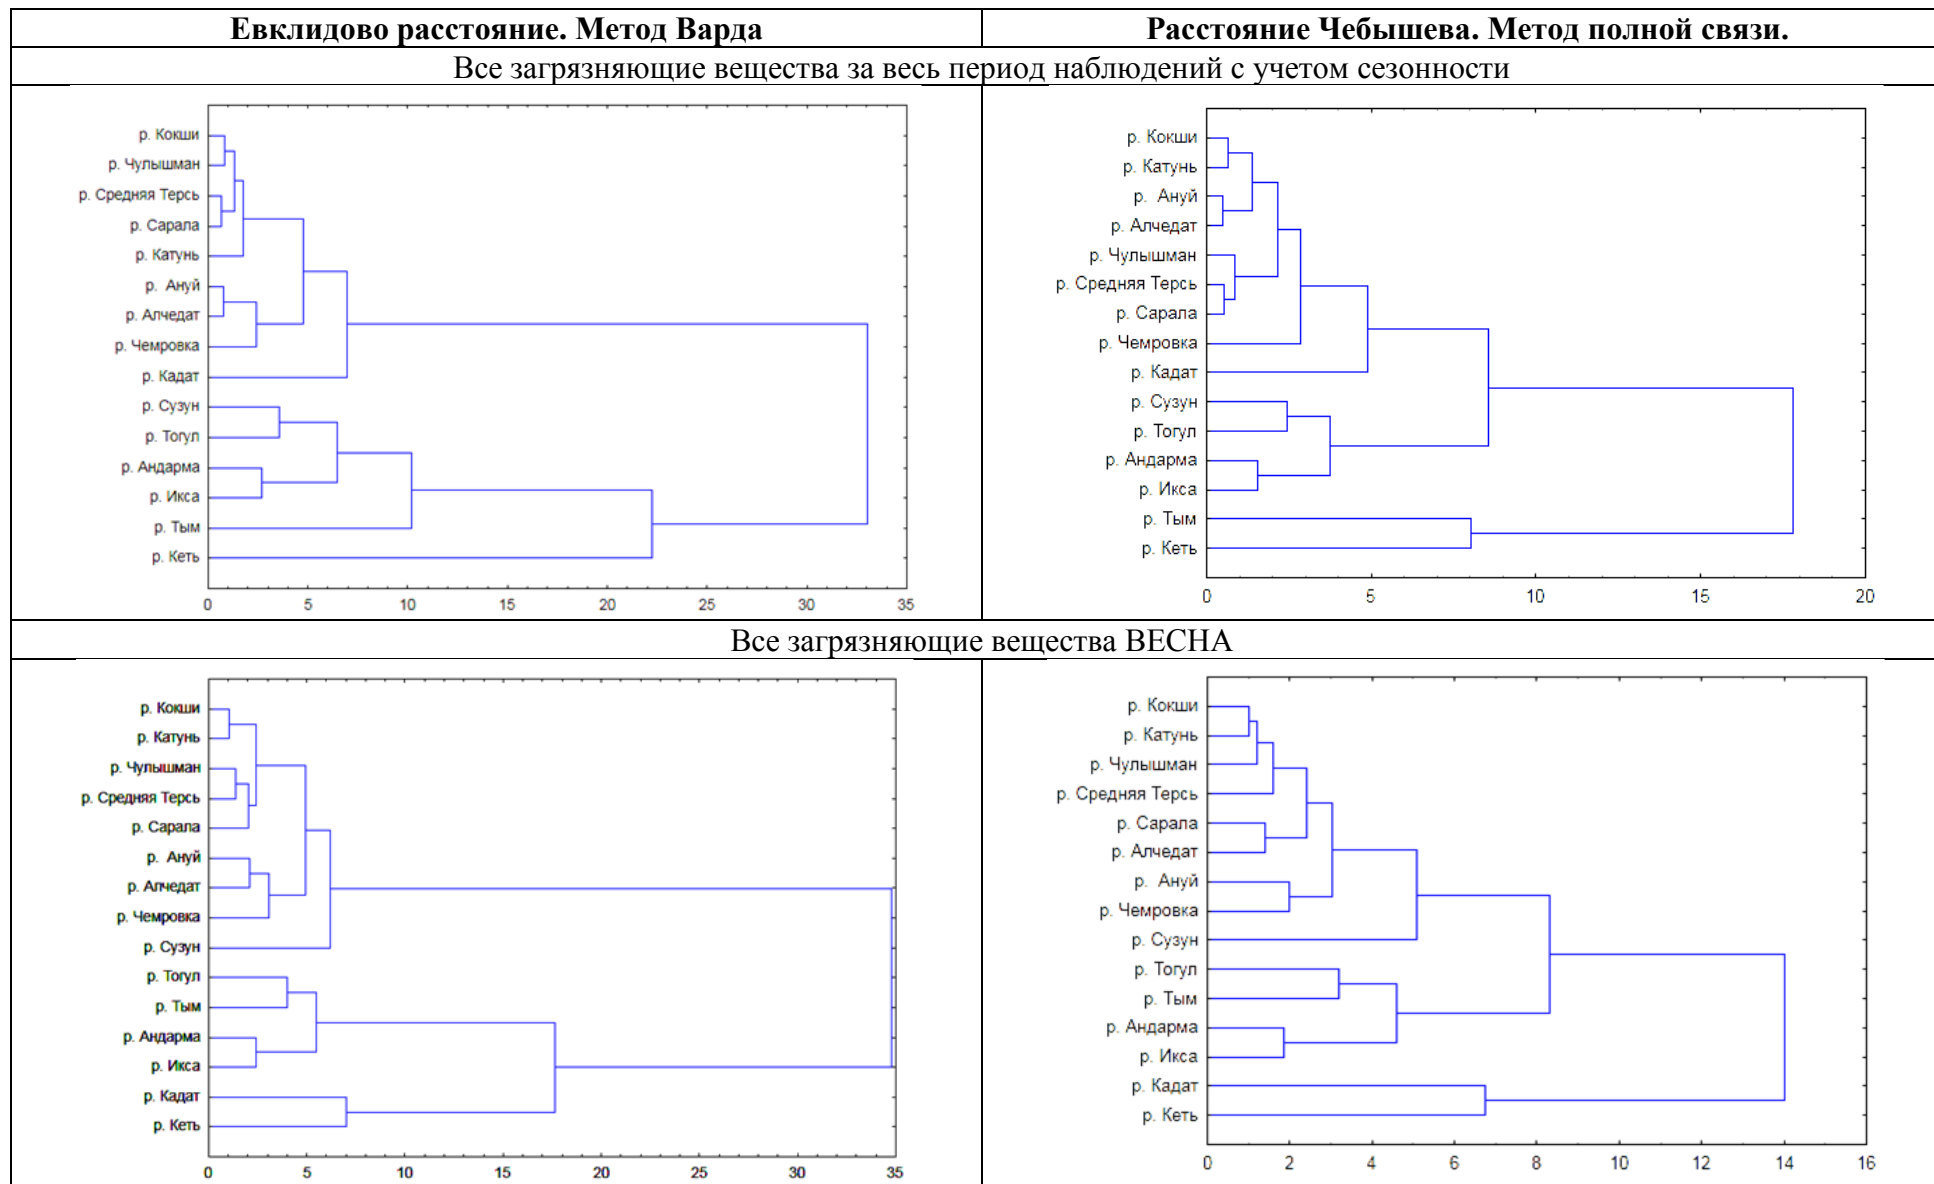 Евклидово расстояние. Метод Варда
Расстояние Чебышева. Метод полной связи.
Все загрязняющие вещества за весь период наблюдений с учетом сезонности
р. Кокши
р. Чулышман
р. Средняя Терсь
р. Сарала
р. Катунь
р. Ануй
р. Алчедат
р. Чемровка
р. Кадат
р. Сузун
р. Тогул
р. Андарма
р. Икса
р. Тым
р. Кеть
0 5 10 15 20 25 30 35
р. Кокши
р. Катунь
р. Ануй
р. Алчедат
р. Чулышман
р. Средняя Терсь
р. Сарала
р. Чемровка
р. Кадат
р. Сузун
р. Тогул
р. Андарма
р. Икса
р. Тым
р. Кеть
0 5 10 15 20
Все загрязняющие вещества ВЕСНА
р. Кокши
р. Катунь
р. Чулышман
р. Средняя Терсь
р. Сарала
р. Ануй
р. Алчедат
р. Чемровка
р. Сузун
р. Тогул
р. Тым
р. Андарма
р. Икса
р. Кадат
р. Кеть
0 5 10 15 20 25 30 35
р. Кокши
р. Катунь
р. Чулышман
р. Средняя Терсь
р. Сарала
р. Алчедат
р. Ануй
р. Чемровка
р. Сузун
р. Тогул
р. Тым
р. Андарма
р. Икса
р. Кадат
р. Кеть
0 2 4 6 8 10 12 14 16